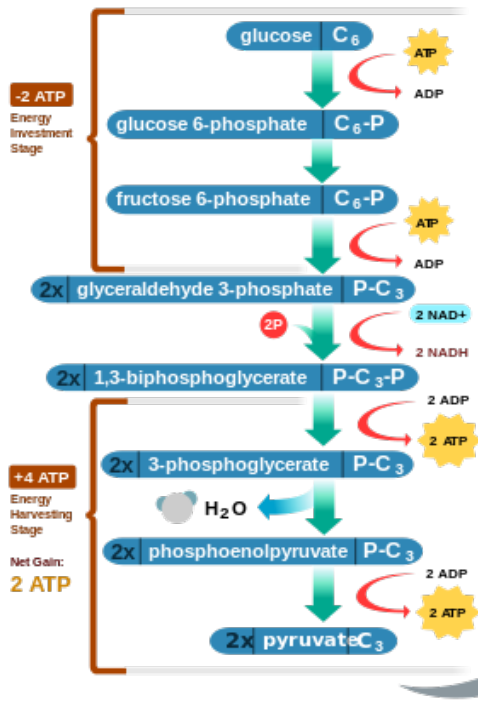 glucose C6
ATP
ADP
-2 ATP
Energy
Investment
Stage
glucose 6-phosphate C6-P
fructose 6-phosphate C6-P
ATP
ADP
2x glyceraldehyde 3-phosphate P-C3
2P
2 NAD+
2 NADH
2x 1,3-biphosphoglycerate P-C3-P
2 ADP
2 ATP
2x 3-phosphoglycerate P-C3
+4 ATP
Energy
Harvesting
Stage
H2O
2x phosphoenolpyruvate P-C3
Net Gain:
2 ATP
2 ADP
2 ATP
2x pyruvate C3